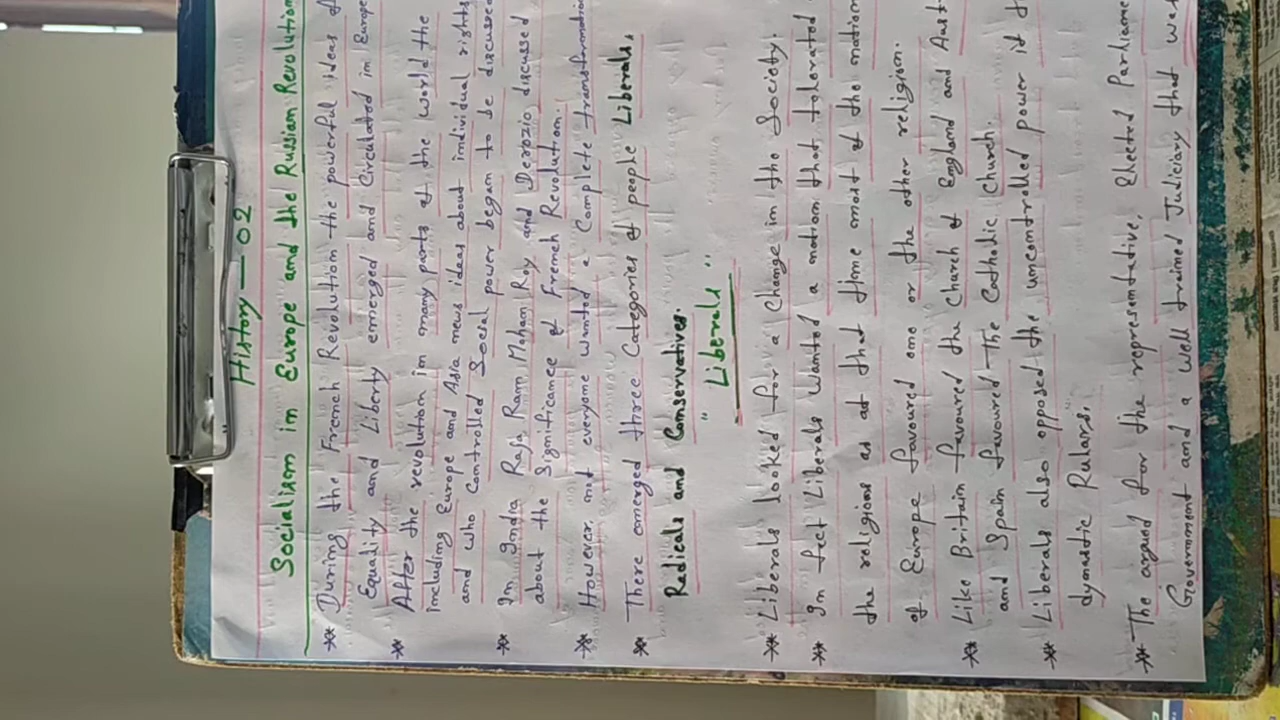 History — 02
Socialism in Europe and the Russian Revolution
** During the French Revolution the powerful ideas of
Equality and Liberty emerged and Circulated in Europe
** After the revolution in many parts of the world the
including Europe and Asia news ideas about individual rights
and who Controlled Social power began to be discussed
** In India Raja Ram Mohan Roy and Derozio discussed
about the Significance of French Revolution.
** However, not everyone wanted a Complete transformation
** There emerged three Categories of people Liberals,
Radicals and Conservatives.
" Liberals "
** Liberals looked for a change in the Society.
** In fect Liberals wanted a nation that tolorated
the religions as at that time most of the nation
of Europe favoured one or the other religion.
** Like Britain favoured the Church of England and Aust
and Spain favoured the Catholic Church.
** Liberals also opposed the uncontrolled power of
dynastic Rulars.
** The argued for the representative, Elected Parliame
Government and a well trained Judiciary that was